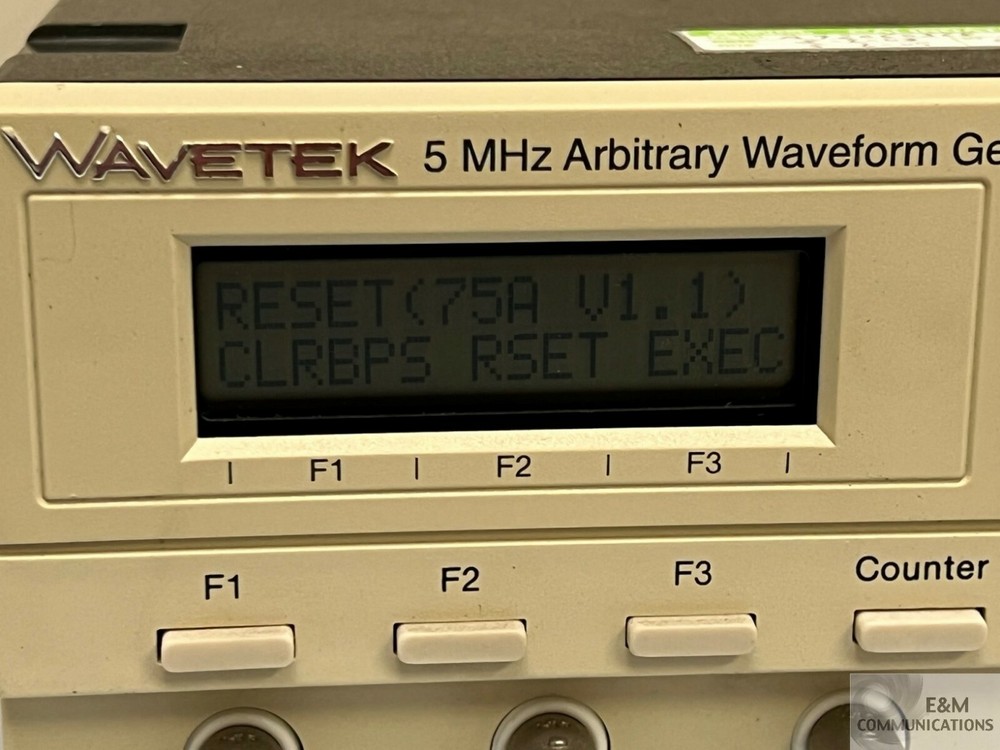 WAVETEK 5 MHz Arbitrary Waveform Ge
RESET(75A V1.1)
CLRBPS RSET EXEC
F1 F2 F3
F1 F2 F3 Counter
E&M
COMMUNICATIONS